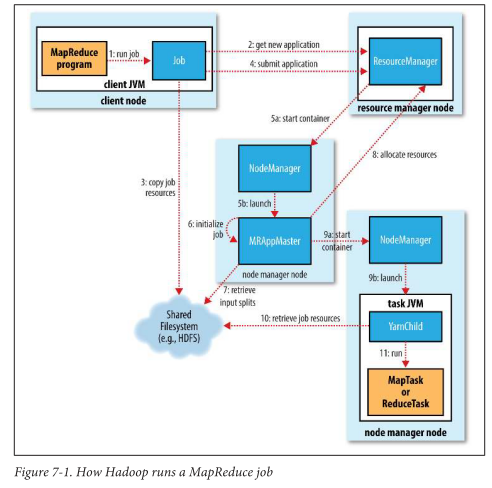 MapReduce
program
1: run job
Job
client JVM
client node
2: get new application
4: submit application
ResourceManager
resource manager node
5a: start container
3: copy job
resources
NodeManager
5b: launch
8: allocate resources
6: initialize
job
MRAppMaster
node manager node
9a: start
container
NodeManager
9b: launch
7: retrieve
input splits
Shared
Filesystem
(e.g., HDFS)
10: retrieve job resources
task JVM
YarnChild
11: run
MapTask
or
ReduceTask
node manager node
Figure 7-1. How Hadoop runs a MapReduce job